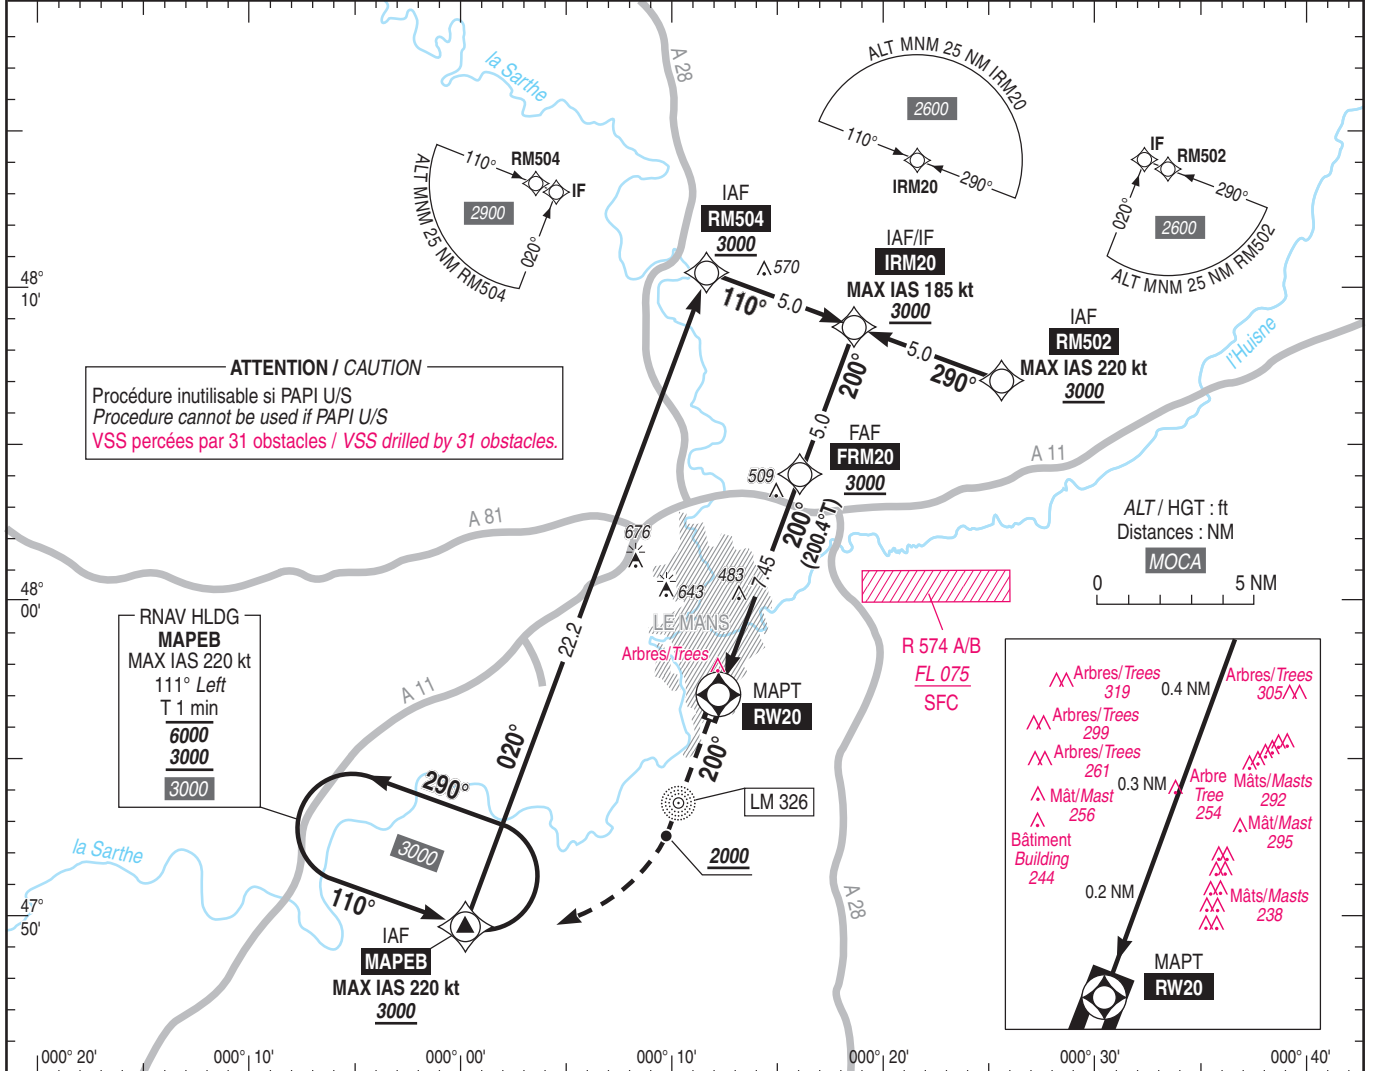 la Sarthe
A 28
ALT MNM 25 NM IRM20
2600
110°
290°
IRM20
110°
RM504
IF
2900
020°
ALT MNM 25 NM RM504
IF
RM502
290°
020°
2600
ALT MNM 25 NM RM502
IAF
RM504
3000
570
110°
5.0
IAF/IF
IRM20
MAX IAS 185 kt
3000
IAF
RM502
MAX IAS 220 kt
3000
5.0
290°
l'Huisne
48°
10'
ATTENTION / CAUTION
Procédure inutilisable si PAPI U/S
Procedure cannot be used if PAPI U/S
VSS percées par 31 obstacles / VSS drilled by 31 obstacles.
200°
5.0
FAF
FRM20
3000
509
A 11
A 81
676
200°
(200.4°T)
7.45
483
643
LE MANS
Arbres/Trees
ALT / HGT : ft
Distances : NM
MOCA
0 5 NM
48°
00'
RNAV HLDG
MAPEB
MAX IAS 220 kt
111° Left
T 1 min
6000
3000
3000
22.2
020°
A 11
R 574 A/B
FL 075
SFC
MAPT
RW20
200°
LM 326
2000
290°
3000
110°
la Sarthe
A 28
47°
50'
IAF
MAPEB
MAX IAS 220 kt
3000
Arbres/Trees
319
0.4 NM
Arbres/Trees
305
Arbres/Trees
299
Arbres/Trees
261
0.3 NM
Arbre
Tree
254
Mâts/Masts
292
Mât/Mast
256
Mât/Mast
295
Bâtiment
Building
244
0.2 NM
Mâts/Masts
238
MAPT
RW20
000° 20'
000° 10'
000° 00'
000° 10'
000° 20'
000° 30'
000° 40'